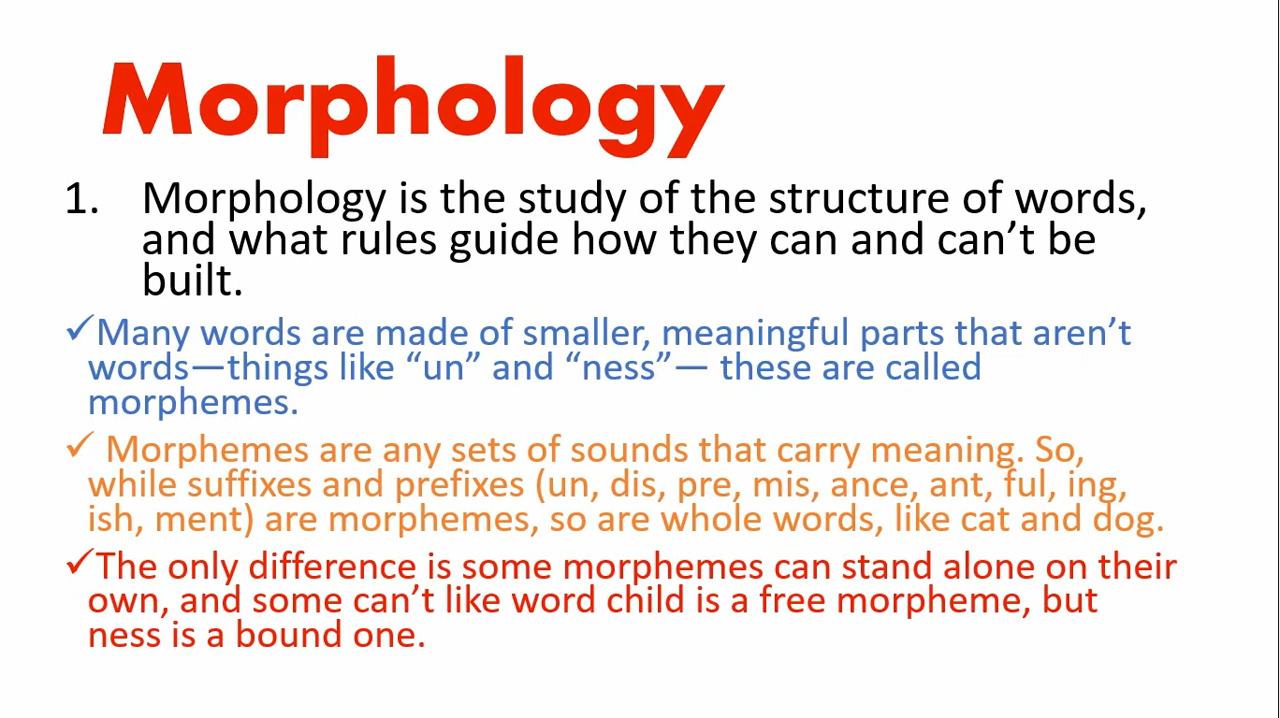 Morphology
1. Morphology is the study of the structure of words,
and what rules guide how they can and can’t be
built.
✓Many words are made of smaller, meaningful parts that aren’t
words—things like “un” and “ness”— these are called
morphemes.
✓ Morphemes are any sets of sounds that carry meaning. So,
while suffixes and prefixes (un, dis, pre, mis, ance, ant, ful, ing,
ish, ment) are morphemes, so are whole words, like cat and dog.
✓The only difference is some morphemes can stand alone on their
own, and some can’t like word child is a free morpheme, but
ness is a bound one.